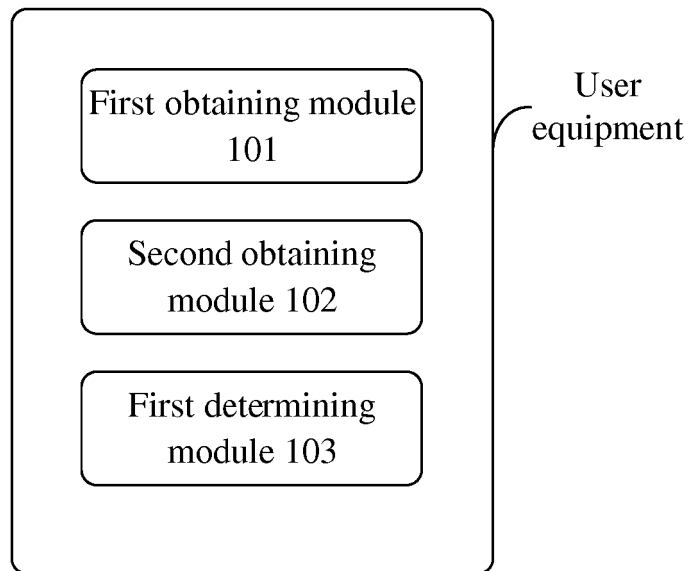 First obtaining module
101
User
equipment
Second obtaining
module 102
First determining
module 103